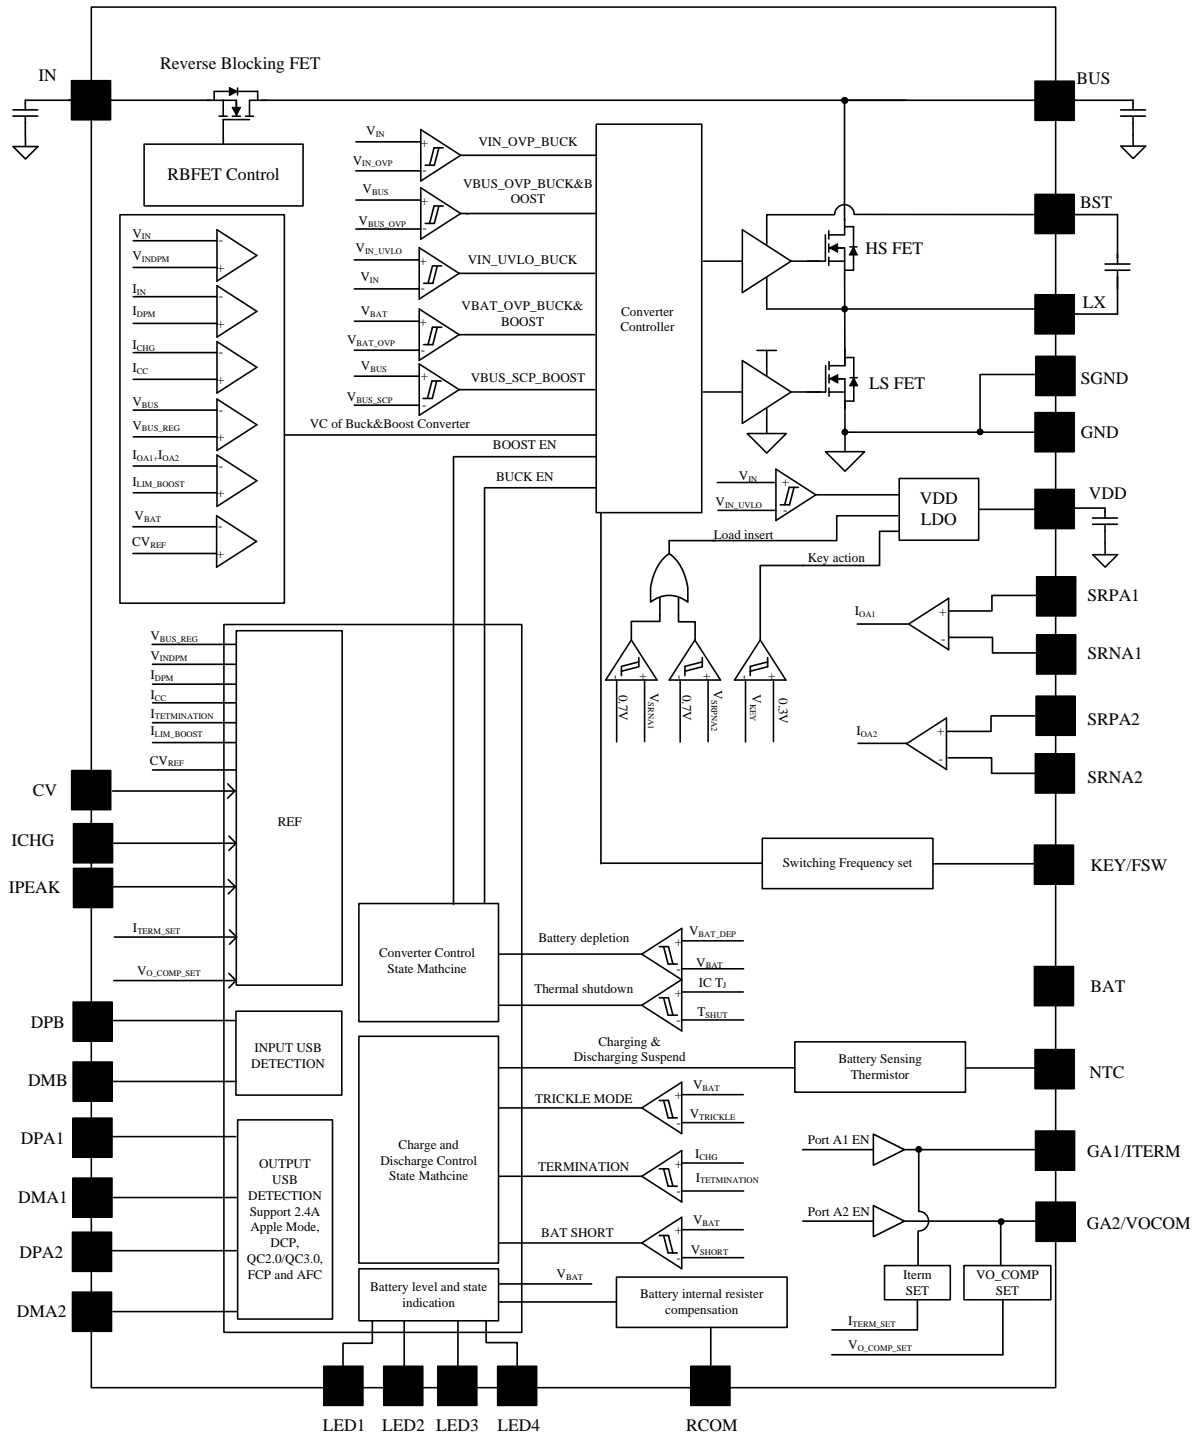 IN
Reverse Blocking FET
BUS
RBFET Control
VIN
VIN_OVP
+
-
VIN_OVP_BUCK
VBUS
VBUS_OVP
+
-
VBUS_OVP_BUCK&B
OOST
VIN_UVLO
VIN
+
-
VIN_UVLO_BUCK
VBAT
VBAT_OVP
+
-
VBAT_OVP_BUCK&
BOOST
VBUS
VBUS_SCP
+
-
VBUS_SCP_BOOST
VIN
VINDPM
-
+
IIN
IDPM
-
+
ICHG
ICC
-
+
VBUS
VBUS_REG
-
+
IOA1+IOA2
ILIM_BOOST
-
+
VBAT
CVREF
-
+
VC of Buck&Boost Converter
BOOST EN
BUCK EN
Converter
Controller
HS FET
LS FET
BST
LX
SGND
GND
VIN
VIN_UVLO
+
-
VDD
LDO
VDD
Load insert
Key action
-
+
-
+
-
+
0.7V
VSRNA1
0.7V
VSRPNA2
VKEY
0.3V
IOA1
+
-
SRPA1
SRNA1
IOA2
+
-
SRPA2
SRNA2
VBUS_REG
VINDPM
IDPM
ICC
ITETMINATION
ILIM_BOOST
CVREF
REF
CV
ICHG
IPEAK
ITERM_SET
VO_COMP_SET
Switching Frequency set
KEY/FSW
Converter Control
State Mathcine
Battery depletion
+
-
VBAT_DEP
VBAT
Thermal shutdown
+
-
IC TJ
TSHUT
BAT
DPB
DMB
INPUT USB
DETECTION
Charging &
Discharging Suspend
Battery Sensing
Thermistor
NTC
Charge and
Discharge Control
State Mathcine
TRICKLE MODE
+
-
VBAT
VTRICKLE
TERMINATION
+
-
ICHG
ITETMINATION
BAT SHORT
+
-
VBAT
VSHORT
DPA1
DMA1
DPA2
DMA2
OUTPUT
USB
DETECTION
Support 2.4A
Apple Mode,
DCP,
QC2.0/QC3.0,
FCP and AFC
Port A1 EN
GA1/ITERM
Port A2 EN
GA2/VOCOM
Iterm
SET
VO_COMP
SET
ITERM_SET
VO_COMP_SET
Battery level and state
indication
VBAT
Battery internal resister
compensation
LED1
LED2
LED3
LED4
RCOM